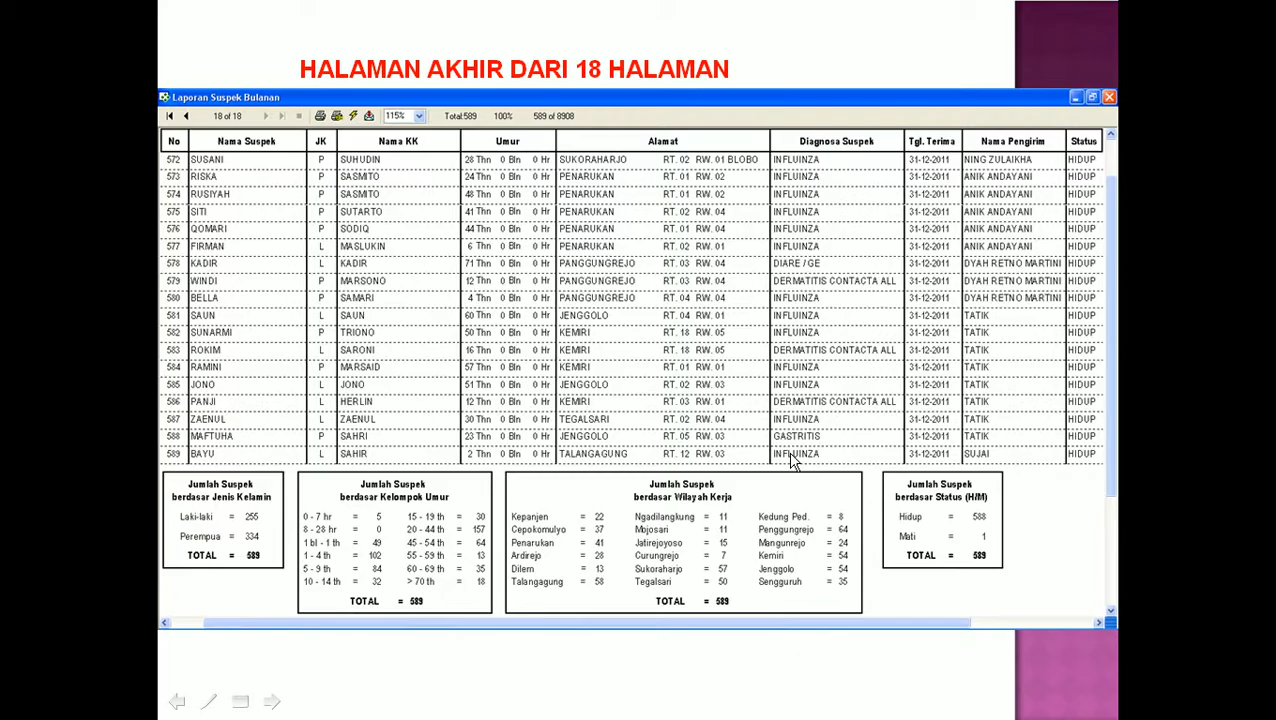 HALAMAN AKHIR DARI 18 HALAMAN
Laporan Suspek Bulanan
18 of 18 115% Total:589 100% 589 of 8908
No Nama Suspek JK Nama KK Umur Alamat Diagnosa Suspek Tgl. Terima Nama Pengirim Status
572 SUSANI P SUHUDIN 28 Thn 0 Bln 0 Hr SUKORAHARJO RT. 02 RW. 01 BLOBO INFLUINZA 31-12-2011 NING ZULAIKHA HIDUP
573 RISKA P SASMITO 24 Thn 0 Bln 0 Hr PENARUKAN RT. 01 RW. 02 INFLUINZA 31-12-2011 ANIK ANDAYANI HIDUP
574 RUSIYAH P SASMITO 48 Thn 0 Bln 0 Hr PENARUKAN RT. 01 RW. 02 INFLUINZA 31-12-2011 ANIK ANDAYANI HIDUP
575 SITI P SUTARTO 41 Thn 0 Bln 0 Hr PENARUKAN RT. 02 RW. 04 INFLUINZA 31-12-2011 ANIK ANDAYANI HIDUP
576 QOMARI P SODIQ 44 Thn 0 Bln 0 Hr PENARUKAN RT. 02 RW. 04 INFLUINZA 31-12-2011 ANIK ANDAYANI HIDUP
577 FIRMAN L MASLUKIN 6 Thn 0 Bln 0 Hr PENARUKAN RT. 02 RW. 01 INFLUINZA 31-12-2011 ANIK ANDAYANI HIDUP
578 KADIR L KADIR 71 Thn 0 Bln 0 Hr PANGGUNGREJO RT. 03 RW. 04 DIARE / GE 31-12-2011 DYAH RETNO MARTINI HIDUP
579 WINDI P MARSONO 12 Thn 0 Bln 0 Hr PANGGUNGREJO RT. 03 RW. 04 DERMATITIS CONTACTA ALL 31-12-2011 DYAH RETNO MARTINI HIDUP
580 BELLA P SAMARI 4 Thn 0 Bln 0 Hr PANGGUNGREJO RT. 04 RW. 04 INFLUINZA 31-12-2011 DYAH RETNO MARTINI HIDUP
581 SAUN L SAUN 60 Thn 0 Bln 0 Hr JENGGOLO RT. 04 RW. 01 INFLUINZA 31-12-2011 TATIK HIDUP
582 SUNARMI P TRIONO 50 Thn 0 Bln 0 Hr KEMIRI RT. 18 RW. 05 INFLUINZA 31-12-2011 TATIK HIDUP
583 ROKIM L SARONI 16 Thn 0 Bln 0 Hr KEMIRI RT. 18 RW. 05 DERMATITIS CONTACTA ALL 31-12-2011 TATIK HIDUP
584 RAMINI P MARSAID 57 Thn 0 Bln 0 Hr KEMIRI RT. 01 RW. 01 INFLUINZA 31-12-2011 TATIK HIDUP
585 JONO L JONO 51 Thn 0 Bln 0 Hr JENGGOLO RT. 02 RW. 03 INFLUINZA 31-12-2011 TATIK HIDUP
586 PANJI L HERLIN 12 Thn 0 Bln 0 Hr KEMIRI RT. 03 RW. 01 DERMATITIS CONTACTA ALL 31-12-2011 TATIK HIDUP
587 ZAENUL L ZAENUL 30 Thn 0 Bln 0 Hr TEGALSARI RT. 02 RW. 04 INFLUINZA 31-12-2011 TATIK HIDUP
588 MAFTUHA P SAHRI 23 Thn 0 Bln 0 Hr JENGGOLO RT. 05 RW. 03 GASTRITIS 31-12-2011 TATIK HIDUP
589 BAYU L SAHIR 2 Thn 0 Bln 0 Hr TALANGAGUNG RT. 12 RW. 03 INFLUINZA 31-12-2011 SUJAI HIDUP
Jumlah Suspek
berdasar Jenis Kelamin
Laki-laki = 255
Perempua = 334
TOTAL = 589
Jumlah Suspek
berdasar Kelompok Umur
0 - 7 hr = 5 15 - 19 th = 30
8 - 28 hr = 0 20 - 44 th = 157
1 bl - 1 th = 49 45 - 54 th = 64
1 - 4 th = 102 55 - 59 th = 13
5 - 9 th = 84 60 - 69 th = 35
10 - 14 th = 32 > 70 th = 18
TOTAL = 589
Jumlah Suspek
berdasar Wilayah Kerja
Kepanjen = 22 Ngadilangkung = 11 Kedung Ped. = 8
Cepokomulyo = 37 Mojosari = 11 Penggungrejo = 64
Penarukan = 41 Jatirejoyoso = 15 Mangunrejo = 24
Ardirejo = 28 Curungrejo = 7 Kemiri = 54
Dilem = 13 Sukoraharjo = 57 Jenggolo = 54
Talangagung = 58 Tegalsari = 50 Sengguruh = 35
TOTAL = 589
Jumlah Suspek
berdasar Status (H/M)
Hidup = 588
Mati = 1
TOTAL = 589